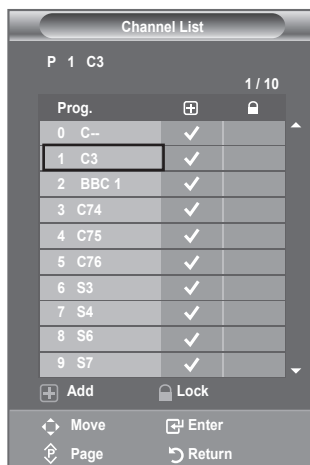 Channel List
P 1 C3
1 / 10
Prog.
0 C--
1 C3
2 BBC 1
3 C74
4 C75
5 C76
6 S3
7 S4
8 S6
9 S7
Add Lock
Move Enter
P Page Return